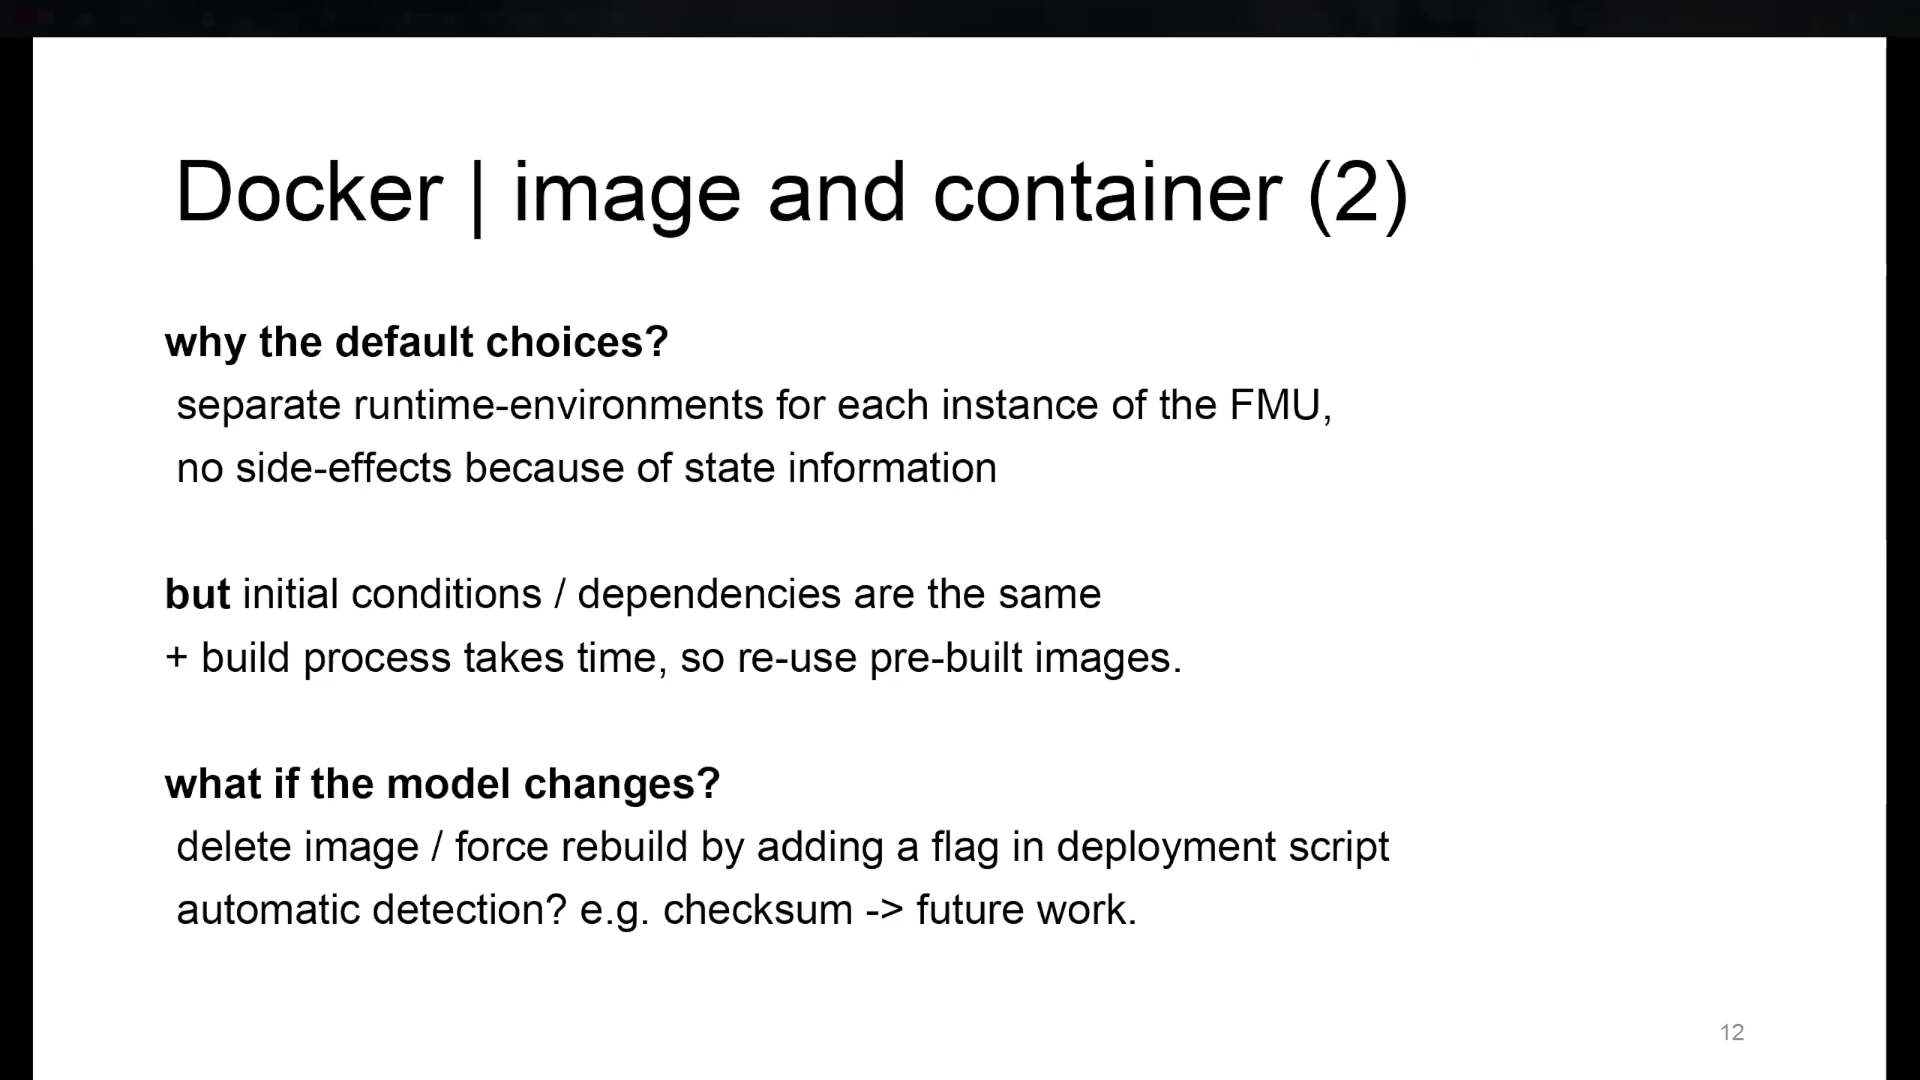 Docker | image and container (2)
why the default choices?
separate runtime-environments for each instance of the FMU,
no side-effects because of state information
but initial conditions / dependencies are the same
+ build process takes time, so re-use pre-built images.
what if the model changes?
delete image / force rebuild by adding a flag in deployment script
automatic detection? e.g. checksum -> future work.
12